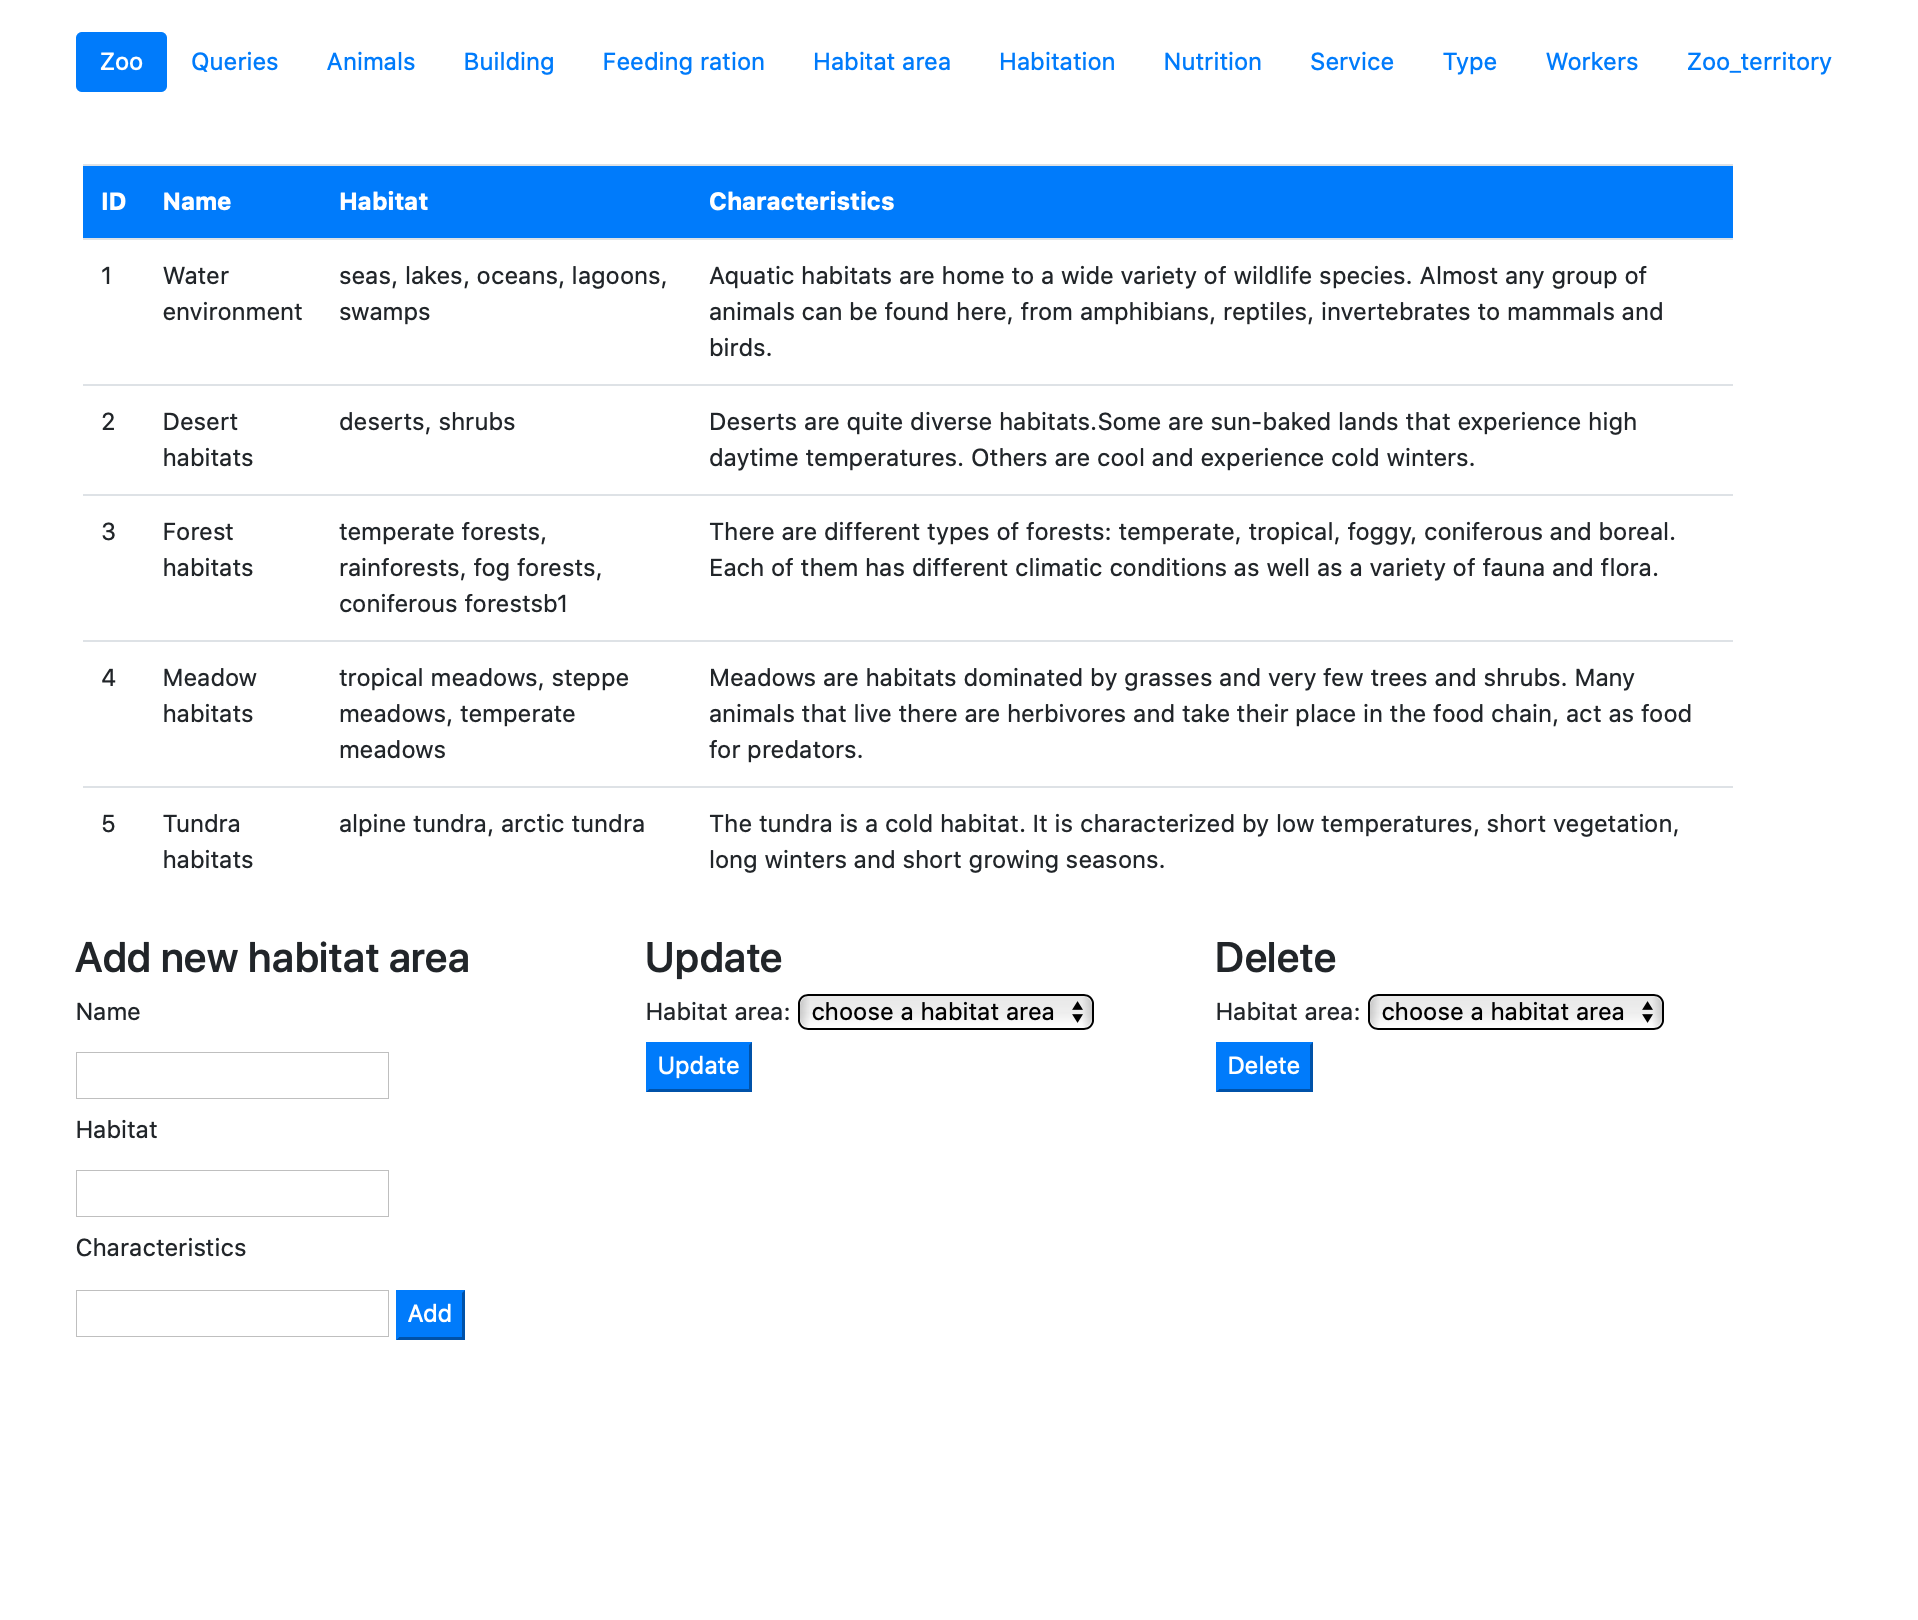 Zoo Queries Animals Building Feeding ration Habitat area Habitation Nutrition Service Type Workers Zoo_territory
ID Name Habitat Characteristics
1 Water environment seas, lakes, oceans, lagoons, swamps Aquatic habitats are home to a wide variety of wildlife species. Almost any group of animals can be found here, from amphibians, reptiles, invertebrates to mammals and birds.
2 Desert habitats deserts, shrubs Deserts are quite diverse habitats.Some are sun-baked lands that experience high daytime temperatures. Others are cool and experience cold winters.
3 Forest habitats temperate forests, rainforests, fog forests, coniferous forestsb1 There are different types of forests: temperate, tropical, foggy, coniferous and boreal. Each of them has different climatic conditions as well as a variety of fauna and flora.
4 Meadow habitats tropical meadows, steppe meadows, temperate meadows Meadows are habitats dominated by grasses and very few trees and shrubs. Many animals that live there are herbivores and take their place in the food chain, act as food for predators.
5 Tundra habitats alpine tundra, arctic tundra The tundra is a cold habitat. It is characterized by low temperatures, short vegetation, long winters and short growing seasons.
Add new habitat area
Name
Habitat
Characteristics
Add
Update
Habitat area: choose a habitat area
Update
Delete
Habitat area: choose a habitat area
Delete